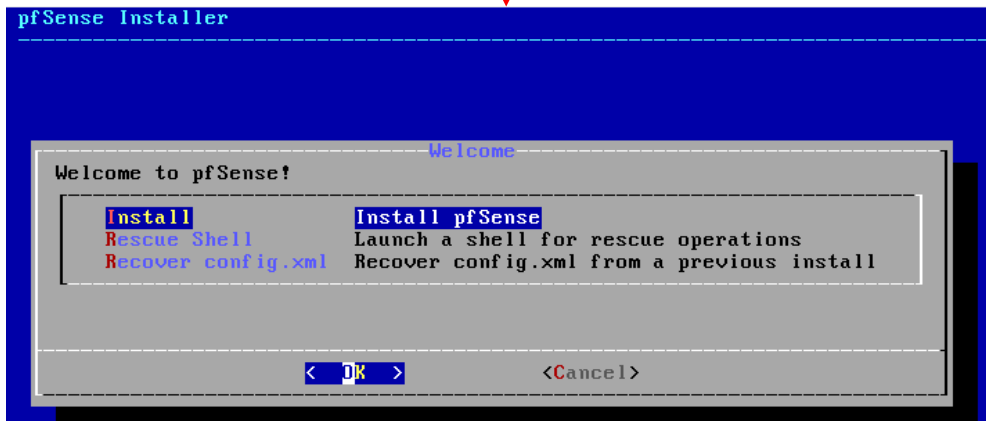 pfSense Installer
Welcome
Welcome to pfSense!
Install Install pfSense
Rescue Shell Launch a shell for rescue operations
Recover config.xml Recover config.xml from a previous install
< OK > <Cancel>